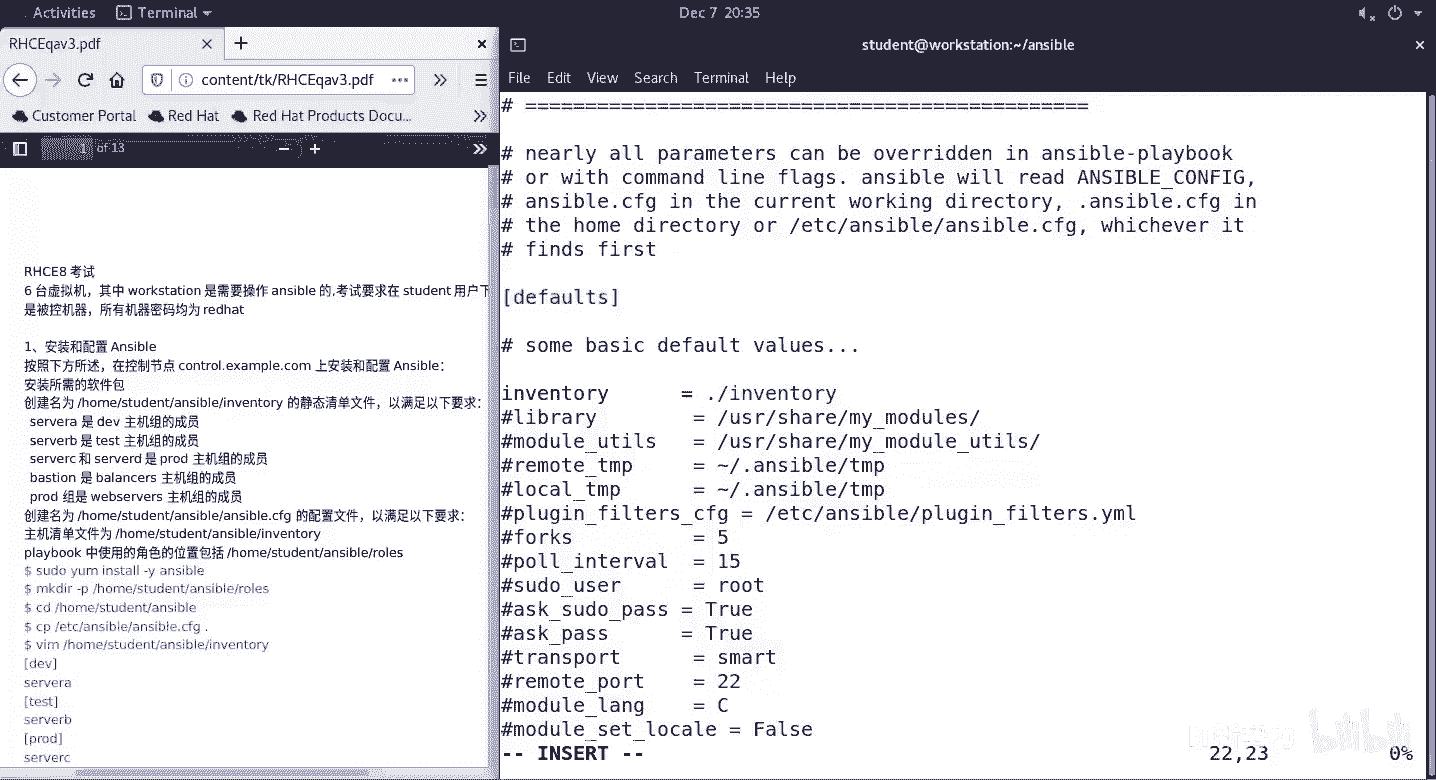 Activities Terminal Dec 7 20:35
RHCEqav3.pdf
content/tk/RHCEqav3.pdf
Customer Portal Red Hat Red Hat Products Docu...
1 of 13
RHCE8 考试
6 台虚拟机，其中 workstation 是需要操作 ansible 的,考试要求在 student 用户下
是被控机器，所有机器密码均为 redhat
1、安装和配置 Ansible
按照下方所述，在控制节点 control.example.com 上安装和配置 Ansible：
安装所需的软件包
创建名为 /home/student/ansible/inventory 的静态清单文件，以满足以下要求：
servera 是 dev 主机组的成员
serverb 是 test 主机组的成员
serverc 和 serverd 是 prod 主机组的成员
bastion 是 balancers 主机组的成员
prod 组是 webservers 主机组的成员
创建名为 /home/student/ansible/ansible.cfg 的配置文件，以满足以下要求：
主机清单文件为 /home/student/ansible/inventory
playbook 中使用的角色的位置包括 /home/student/ansible/roles
$ sudo yum install -y ansible
$ mkdir -p /home/student/ansible/roles
$ cd /home/student/ansible
$ cp /etc/ansible/ansible.cfg .
$ vim /home/student/ansible/inventory
[dev]
servera
[test]
serverb
[prod]
serverc
student@workstation:~/ansible
File Edit View Search Terminal Help
# ===============================================
# nearly all parameters can be overridden in ansible-playbook
# or with command line flags. ansible will read ANSIBLE_CONFIG,
# ansible.cfg in the current working directory, .ansible.cfg in
# the home directory or /etc/ansible/ansible.cfg, whichever it
# finds first
[defaults]
# some basic default values...
inventory = ./inventory
#library = /usr/share/my_modules/
#module_utils = /usr/share/my_module_utils/
#remote_tmp = ~/.ansible/tmp
#local_tmp = ~/.ansible/tmp
#plugin_filters_cfg = /etc/ansible/plugin_filters.yml
#forks = 5
#poll_interval = 15
#sudo_user = root
#ask_sudo_pass = True
#ask_pass = True
#transport = smart
#remote_port = 22
#module_lang = C
#module_set_locale = False
-- INSERT -- 22,23 0%
bilibili